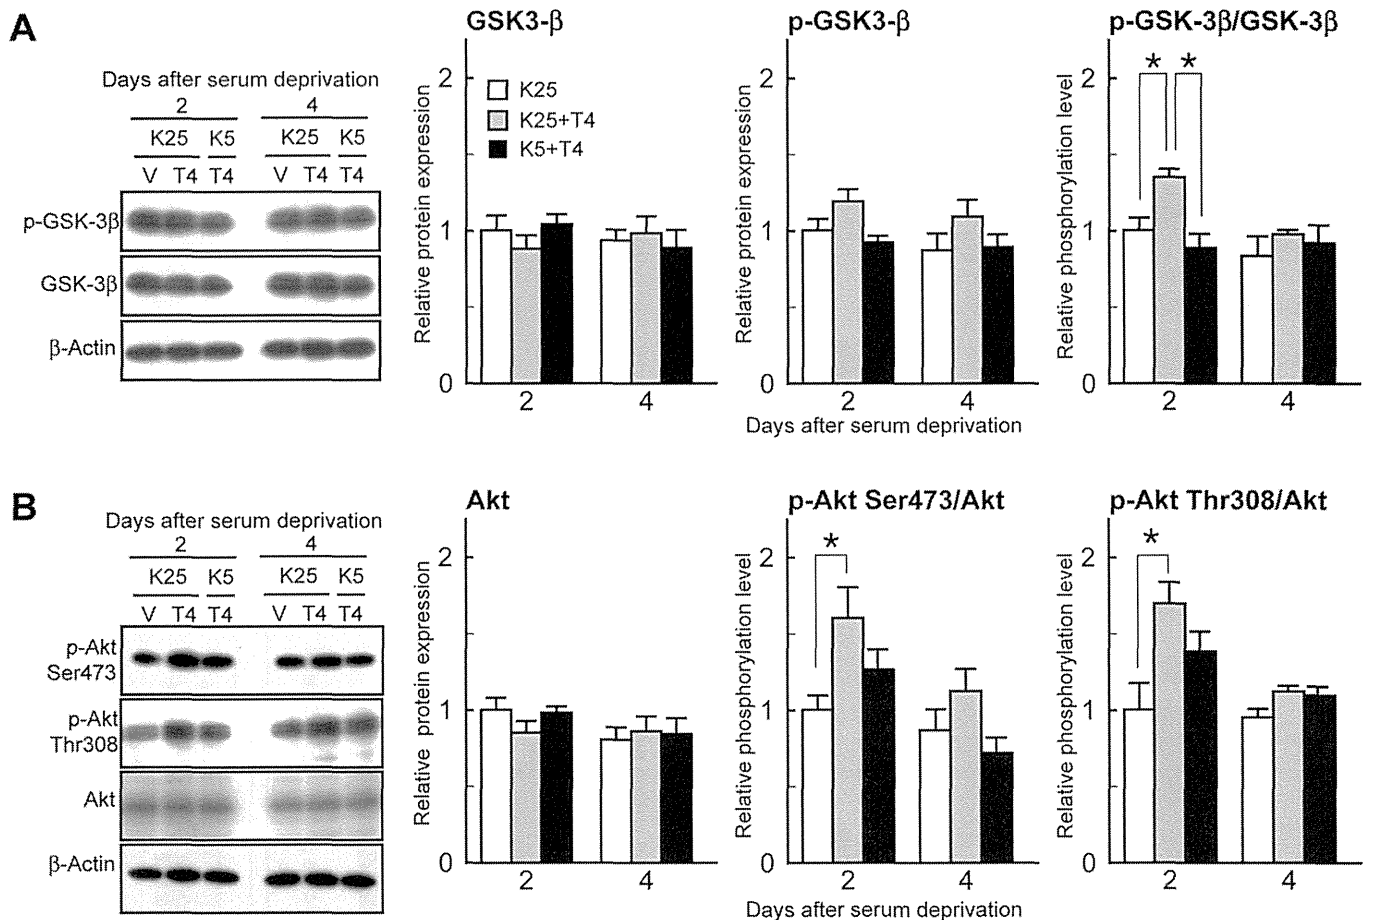 A
Days after serum deprivation
2 4
K25 K5 K25 K5
V T4 T4 V T4 T4
p-GSK-3β
GSK-3β
β-Actin
GSK3-β
Relative protein expression
2
1
0
K25
K25+T4
K5+T4
2 4
p-GSK3-β
Relative protein expression
2
1
0
2 4
Days after serum deprivation
p-GSK-3β/GSK-3β
Relative phosphorylation level
2
1
0
* *
2 4
B
Days after serum deprivation
2 4
K25 K5 K25 K5
V T4 T4 V T4 T4
p-Akt
Ser473
p-Akt
Thr308
Akt
β-Actin
Akt
Relative protein expression
2
1
0
2 4
p-Akt Ser473/Akt
Relative phosphorylation level
2
1
0
*
2 4
Days after serum deprivation
p-Akt Thr308/Akt
Relative phosphorylation level
2
1
0
*
2 4